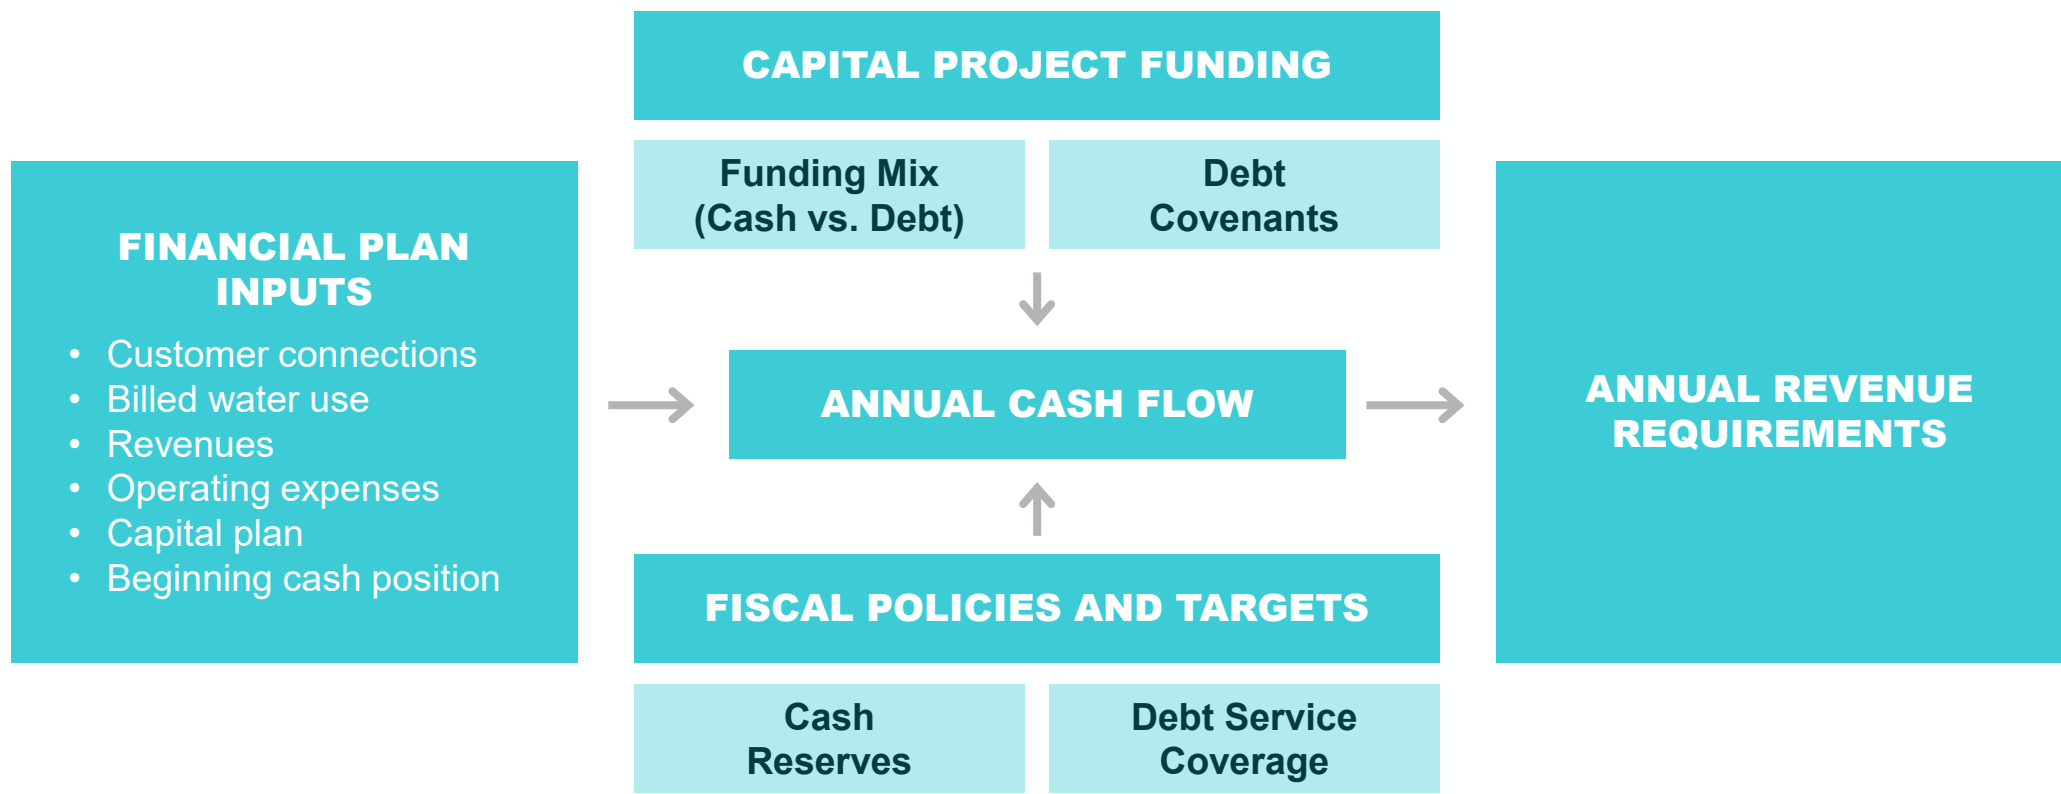 CAPITAL PROJECT FUNDING
Funding Mix
(Cash vs. Debt)
Debt
Covenants
FINANCIAL PLAN
INPUTS
• Customer connections
• Billed water use
• Revenues
• Operating expenses
• Capital plan
• Beginning cash position
ANNUAL CASH FLOW
ANNUAL REVENUE
REQUIREMENTS
FISCAL POLICIES AND TARGETS
Cash
Reserves
Debt Service
Coverage